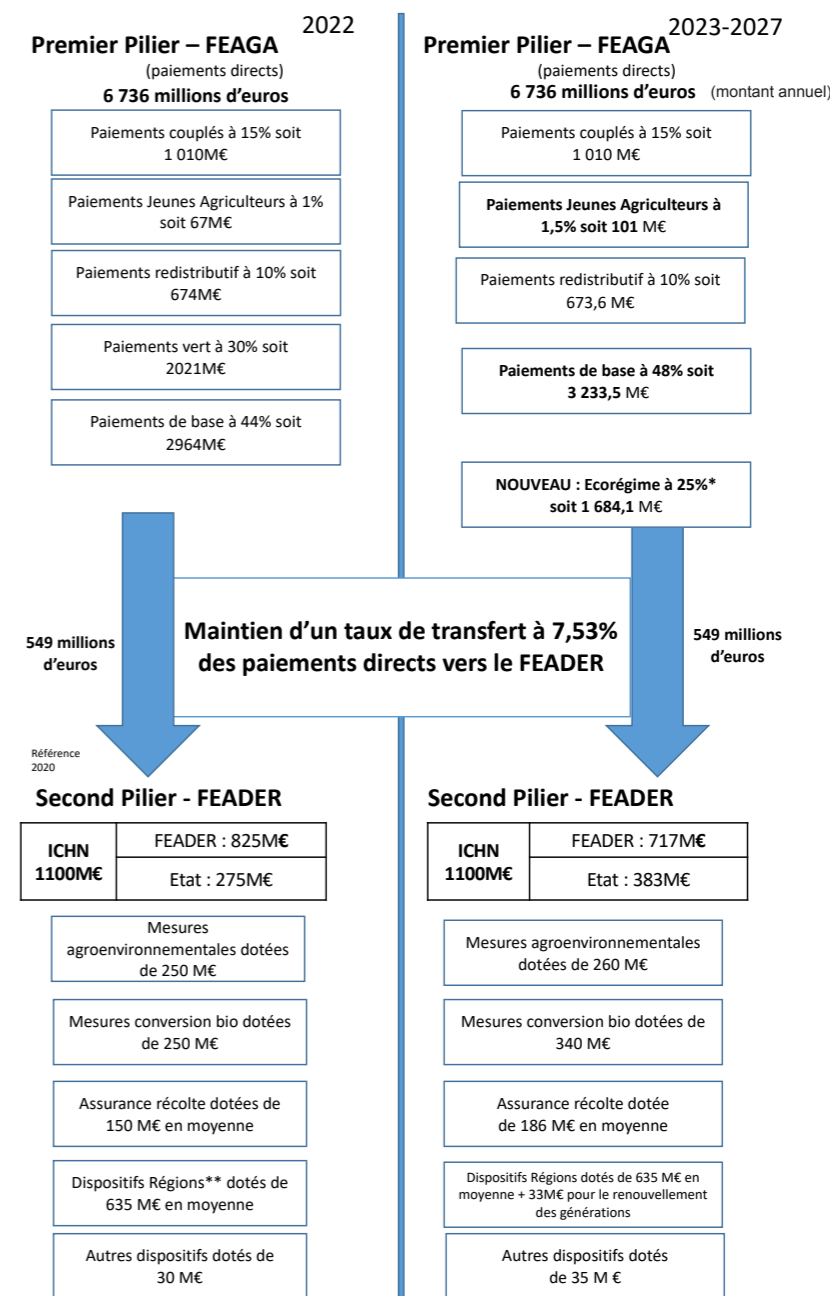 2022
Premier Pilier – FEAGA
(paiements directs)
6 736 millions d’euros
Paiements couplés à 15% soit
1 010M€
Paiements Jeunes Agriculteurs à 1%
soit 67M€
Paiements redistributif à 10% soit
674M€
Paiements vert à 30% soit
2021M€
Paiements de base à 44% soit
2964M€
2023-2027
Premier Pilier – FEAGA
(paiements directs)
6 736 millions d’euros (montant annuel)
Paiements couplés à 15% soit
1 010 M€
Paiements Jeunes Agriculteurs à
1,5% soit 101 M€
Paiements redistributif à 10% soit
673,6 M€
Paiements de base à 48% soit
3 233,5 M€
NOUVEAU : Ecorégime à 25%*
soit 1 684,1 M€
549 millions
d’euros
Maintien d’un taux de transfert à 7,53%
des paiements directs vers le FEADER
549 millions
d’euros
Référence
2020
Second Pilier - FEADER
ICHN
1100M€
FEADER : 825M€
Etat : 275M€
Mesures
agroenvironnementales dotées
de 250 M€
Mesures conversion bio dotées
de 250 M€
Assurance récolte dotées de
150 M€ en moyenne
Dispositifs Régions** dotés de
635 M€ en moyenne
Autres dispositifs dotés de
30 M€
Second Pilier - FEADER
ICHN
1100M€
FEADER : 717M€
Etat : 383M€
Mesures agroenvironnementales
dotées de 260 M€
Mesures conversion bio dotées de
340 M€
Assurance récolte dotée
de 186 M€ en moyenne
Dispositifs Régions dotés de 635 M€ en
moyenne + 33M€ pour le renouvellement
des générations
Autres dispositifs dotés
de 35 M €